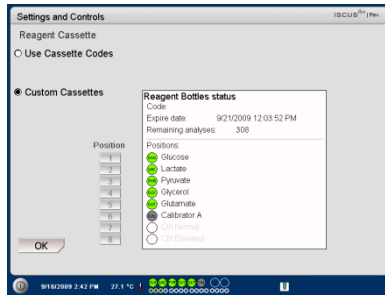 Settings and Controls
ISCUSflex | Rev.
Reagent Cassette
Use Cassette Codes
Custom Cassettes
Reagent Bottles status
Code:
Expire date: 9/21/2009 12:03:52 PM
Remaining analyses: 308
Position
Positions:
1
Glucose
2
Lactate
3
Pyruvate
4
Glycerol
5
Glutamate
6
Calibrator A
7
Ctrl Normal
8
Ctrl Elevated
OK
9/16/2009 2:42 PM 27.1 °C